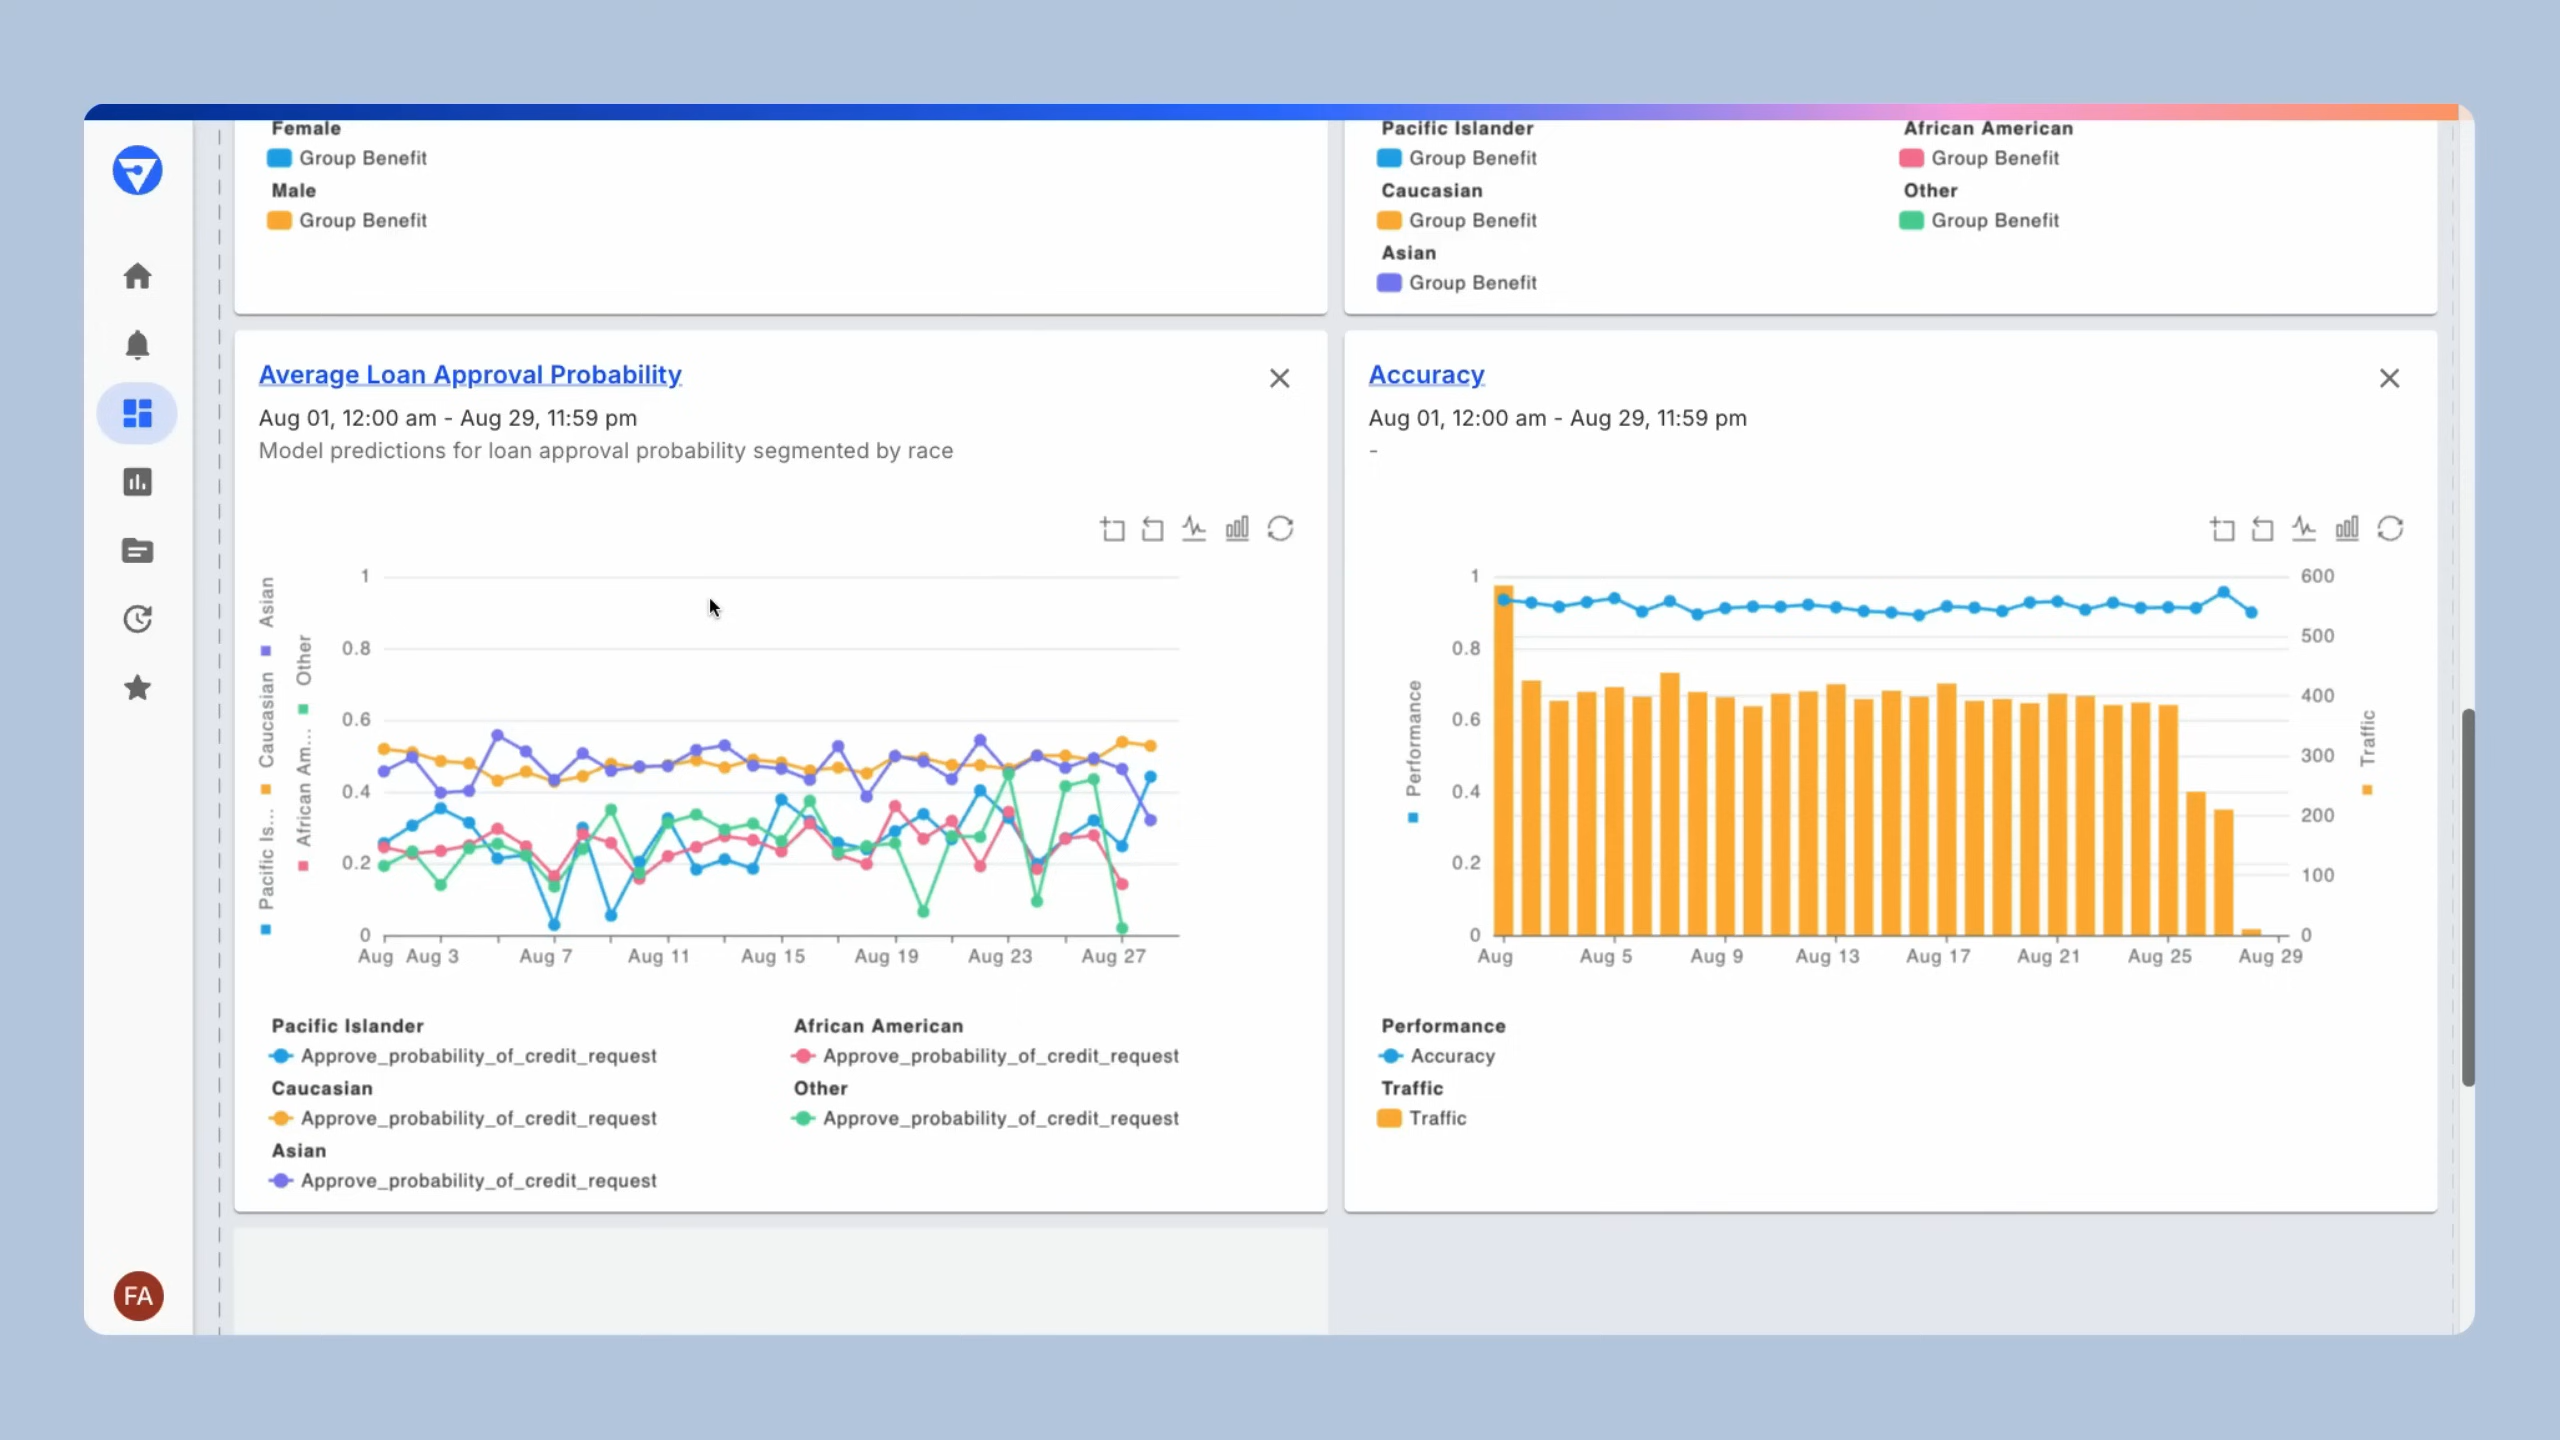 Female
Group Benefit
Male
Group Benefit
Pacific Islander
Group Benefit
Caucasian
Group Benefit
Asian
Group Benefit
African American
Group Benefit
Other
Group Benefit
Average Loan Approval Probability
Aug 01, 12:00 am - Aug 29, 11:59 pm
Model predictions for loan approval probability segmented by race
Pacific Is... Caucasian Asian
African Am... Other
1
0.8
0.6
0.4
0.2
0
Aug Aug 3 Aug 7 Aug 11 Aug 15 Aug 19 Aug 23 Aug 27
Pacific Islander
Approve_probability_of_credit_request
Caucasian
Approve_probability_of_credit_request
Asian
Approve_probability_of_credit_request
African American
Approve_probability_of_credit_request
Other
Approve_probability_of_credit_request
Accuracy
Aug 01, 12:00 am - Aug 29, 11:59 pm
-
Performance
1
0.8
0.6
0.4
0.2
0
600
500
400
300
200
100
0
Traffic
Aug Aug 5 Aug 9 Aug 13 Aug 17 Aug 21 Aug 25 Aug 29
Performance
Accuracy
Traffic
Traffic
FA